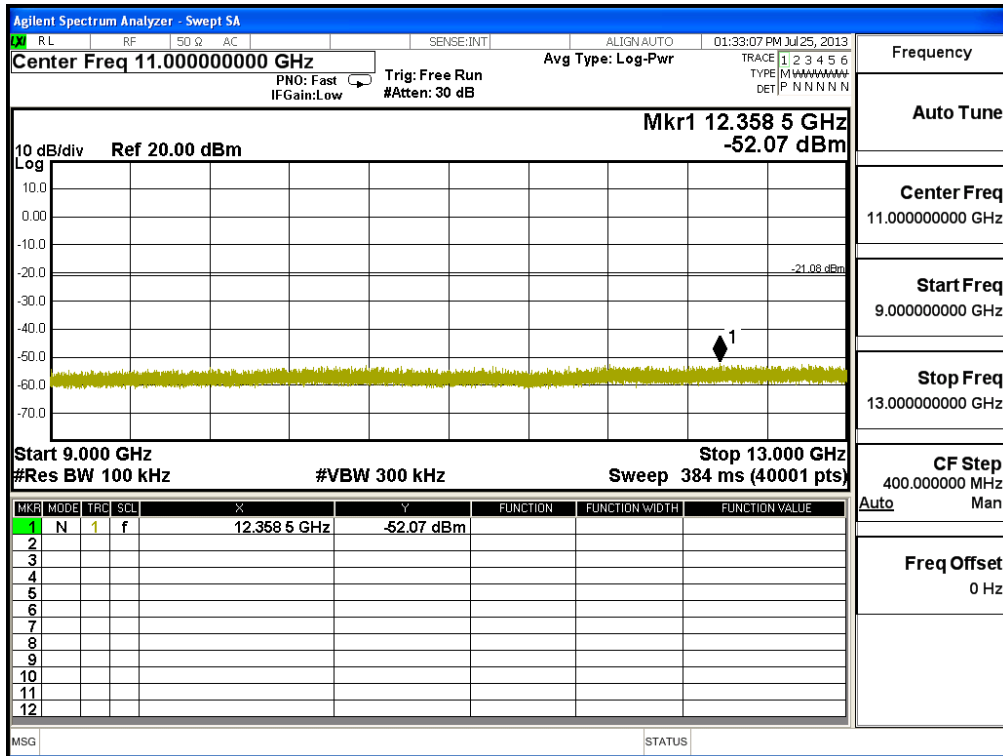 Agilent Spectrum Analyzer - Swept SA
LXI RL RF 50 Ω AC SENSE:INT ALIGNAUTO 01:33:07 PM Jul 25, 2013
Center Freq 11.000000000 GHz
PNO: Fast
IFGain:Low
Trig: Free Run
#Atten: 30 dB
Avg Type: Log-Pwr
TRACE 1 2 3 4 5 6
TYPE M WWWWW
DET P N N N N N
Mkr1 12.358 5 GHz
-52.07 dBm
10 dB/div Ref 20.00 dBm
Log
10.0
0.00
-10.0
-20.0
-21.08 dBm
-30.0
-40.0
1
-50.0
-60.0
-70.0
Start 9.000 GHz Stop 13.000 GHz
#Res BW 100 kHz #VBW 300 kHz Sweep 384 ms (40001 pts)
MKR MODE TRC SCL X Y FUNCTION FUNCTION WIDTH FUNCTION VALUE
1 N 1 f 12.358 5 GHz -52.07 dBm
2
3
4
5
6
7
8
9
10
11
12
MSG STATUS
Frequency
Auto Tune
Center Freq
11.000000000 GHz
Start Freq
9.000000000 GHz
Stop Freq
13.000000000 GHz
CF Step
400.000000 MHz
Auto Man
Freq Offset
0 Hz